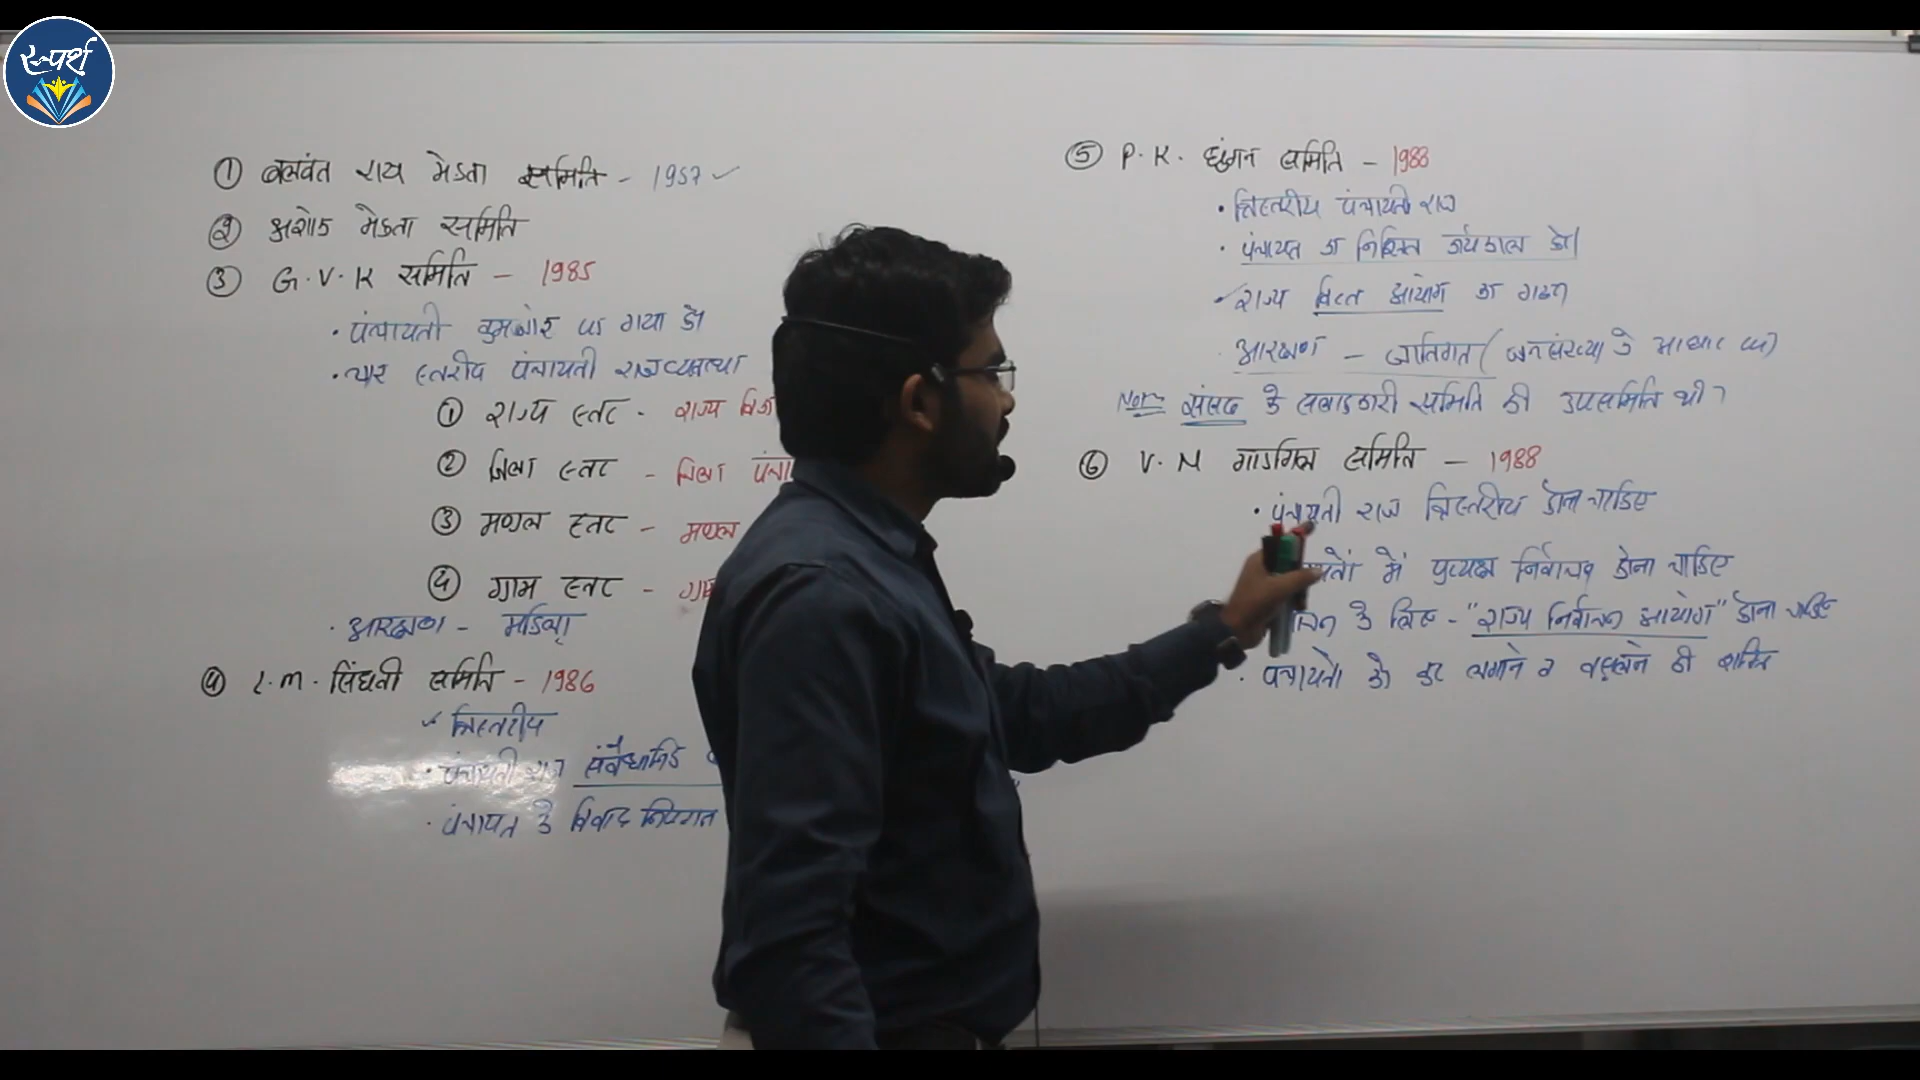 स्पर्श
① बलवंत राय मेहता समिति - 1957 ✓
② अशोक मेहता समिति
③ G.V.K समिति - 1985
· पंचायती कुमजोर पड़ गया हो
· चार स्तरीय पंचायती राजव्यवस्था
① राज्य स्तर - राज्य
② जिला स्तर - जिला
③ मण्डल स्तर - मण्डल
④ ग्राम स्तर -
· आरक्षण - महिला
④ L.M. सिंघवी समिति - 1986
त्रिस्तरीय
· पंचायती राज संवैधानिक
· पंचायत के विवाद
⑤ P.K. थुंगन समिति - 1988
· त्रिस्तरीय पंचायती राज
· पंचायत का निश्चित कार्यकाल हो।
✓ राज्य वित्त आयोग का गठन
· आरक्षण - जातिगत (जनसंख्या के आधार पर)
Note संसद के सलाहकारी समिति की उपसमिति थी।
⑥ V.N गाडगिल समिति - 1988
· पंचायती राज त्रिस्तरीय होना चाहिए
में प्रत्यक्ष निर्वाचन होना चाहिए
के लिए - "राज्य निर्वाचन आयोग" होना चाहिए
· पंचायतो को कर लगाने व वसूलने की शक्ति